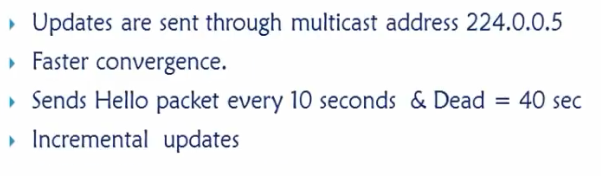 Updates are sent through multicast address 224.0.0.5
Faster convergence.
Sends Hello packet every 10 seconds & Dead = 40 sec
Incremental updates